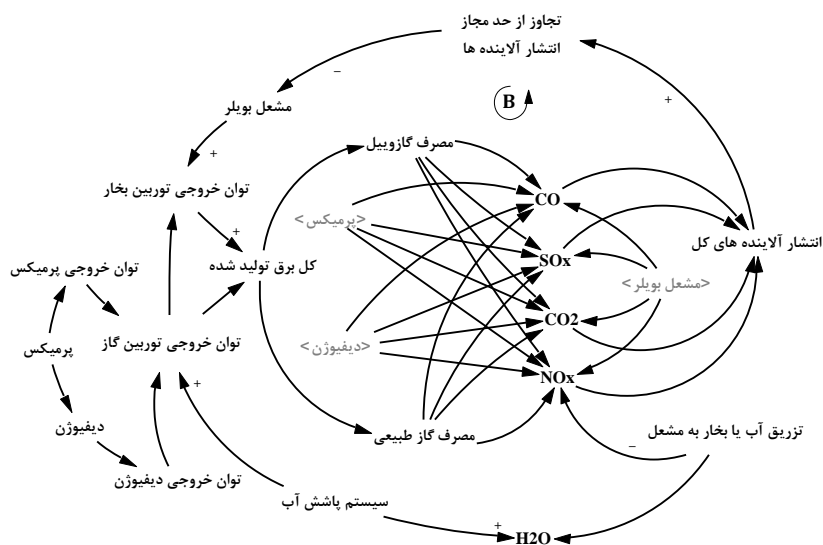 تجاوز از حد مجاز
انتشار آلاینده ها
–
+
مشعل بویلر
B
+
مصرف گازوییل
توان خروجی توربین بخار
CO
<پرمیکس>
+
انتشار آلاینده های کل
توان خروجی پرمیکس
کل برق تولید شده
SOx
<مشعل بویلر>
CO2
توان خروجی توربین گاز
<دیفیوژن>
پرمیکس
NOx
+
دیفیوژن
مصرف گاز طبیعی
تزریق آب یا بخار به مشعل
–
توان خروجی دیفیوژن
سیستم پاشش آب
+
H2O